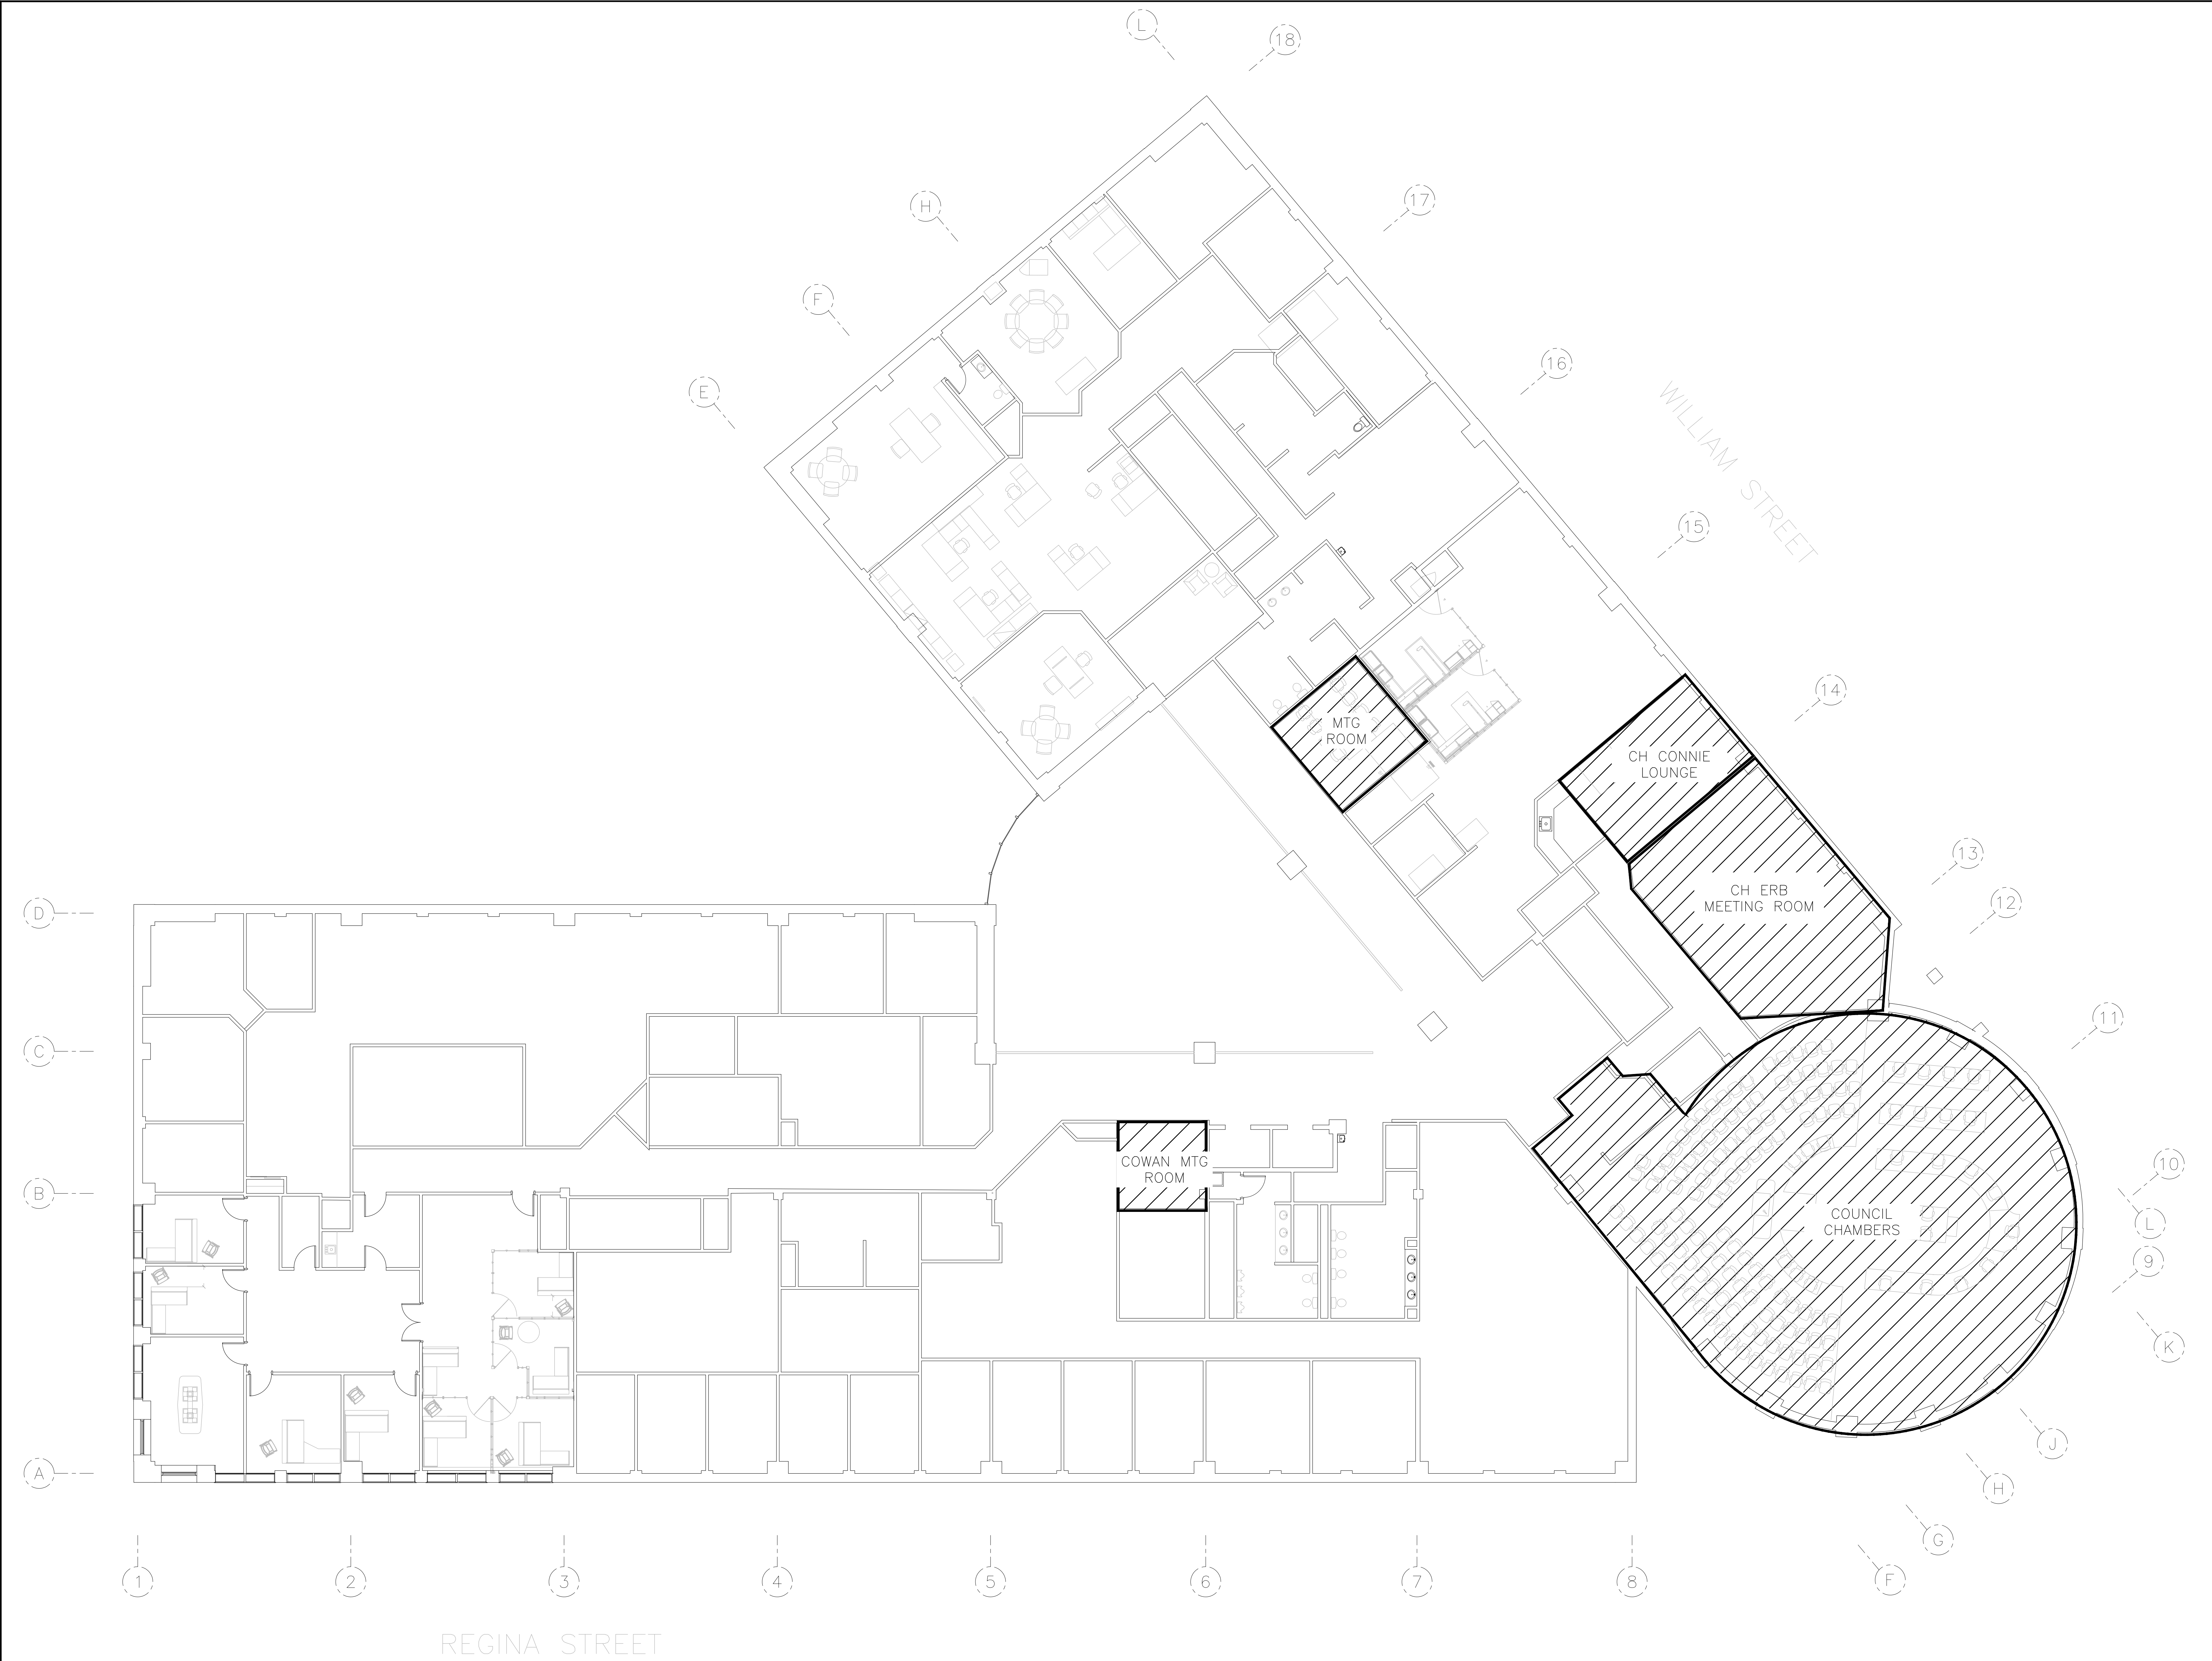 L
18
H
17
F
16
E
WILLIAM STREET
15
14
MTG
ROOM
CH CONNIE
LOUNGE
13
CH ERB
MEETING ROOM
12
D
11
C
COWAN MTG
ROOM
10
B
COUNCIL
CHAMBERS
L
9
K
J
A
H
G
F
1
2
3
4
5
6
7
8
REGINA STREET